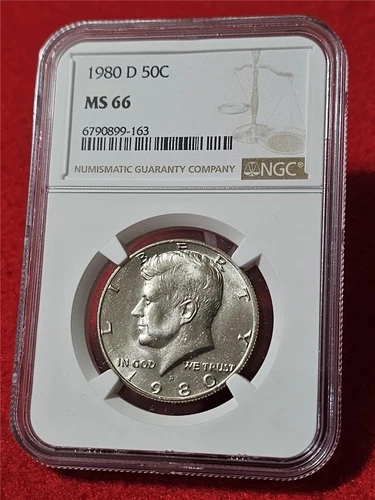 1980 D 50C
MS 66
6790899-163
NUMISMATIC GUARANTY COMPANY NGC®
LIBERTY
IN GOD WE TRUST
D
1980